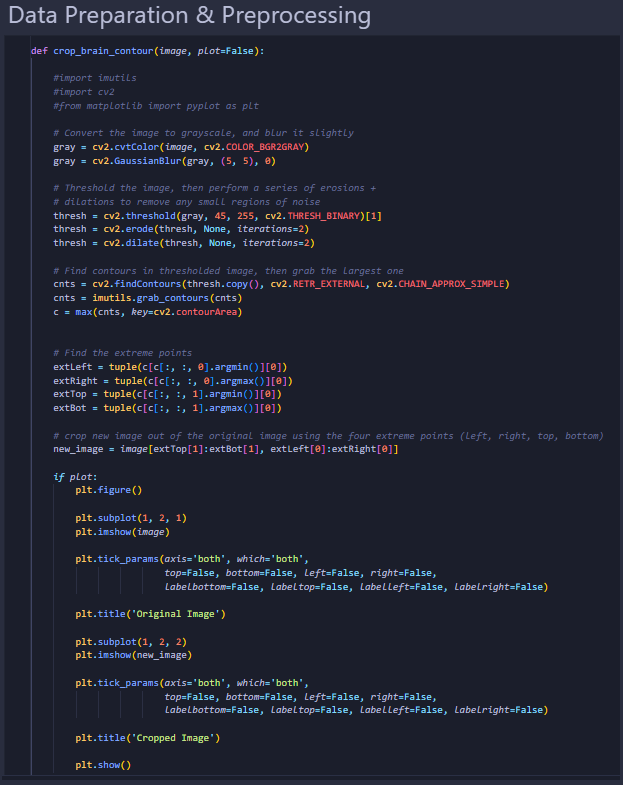 Data Preparation & Preprocessing
def crop_brain_contour(image, plot=False):
#import imutils
#import cv2
#from matplotlib import pyplot as plt
# Convert the image to grayscale, and blur it slightly
gray = cv2.cvtColor(image, cv2.COLOR_BGR2GRAY)
gray = cv2.GaussianBlur(gray, (5, 5), 0)
# Threshold the image, then perform a series of erosions +
# dilations to remove any small regions of noise
thresh = cv2.threshold(gray, 45, 255, cv2.THRESH_BINARY)[1]
thresh = cv2.erode(thresh, None, iterations=2)
thresh = cv2.dilate(thresh, None, iterations=2)
# Find contours in thresholded image, then grab the largest one
cnts = cv2.findContours(thresh.copy(), cv2.RETR_EXTERNAL, cv2.CHAIN_APPROX_SIMPLE)
cnts = imutils.grab_contours(cnts)
c = max(cnts, key=cv2.contourArea)
# Find the extreme points
extLeft = tuple(c[c[:, :, 0].argmin()][0])
extRight = tuple(c[c[:, :, 0].argmax()][0])
extTop = tuple(c[c[:, :, 1].argmin()][0])
extBot = tuple(c[c[:, :, 1].argmax()][0])
# crop new image out of the original image using the four extreme points (left, right, top, bottom)
new_image = image[extTop[1]:extBot[1], extLeft[0]:extRight[0]]
if plot:
plt.figure()
plt.subplot(1, 2, 1)
plt.imshow(image)
plt.tick_params(axis='both', which='both',
top=False, bottom=False, left=False, right=False,
labelbottom=False, labeltop=False, labelleft=False, labelright=False)
plt.title('Original Image')
plt.subplot(1, 2, 2)
plt.imshow(new_image)
plt.tick_params(axis='both', which='both',
top=False, bottom=False, left=False, right=False,
labelbottom=False, labeltop=False, labelleft=False, labelright=False)
plt.title('Cropped Image')
plt.show()